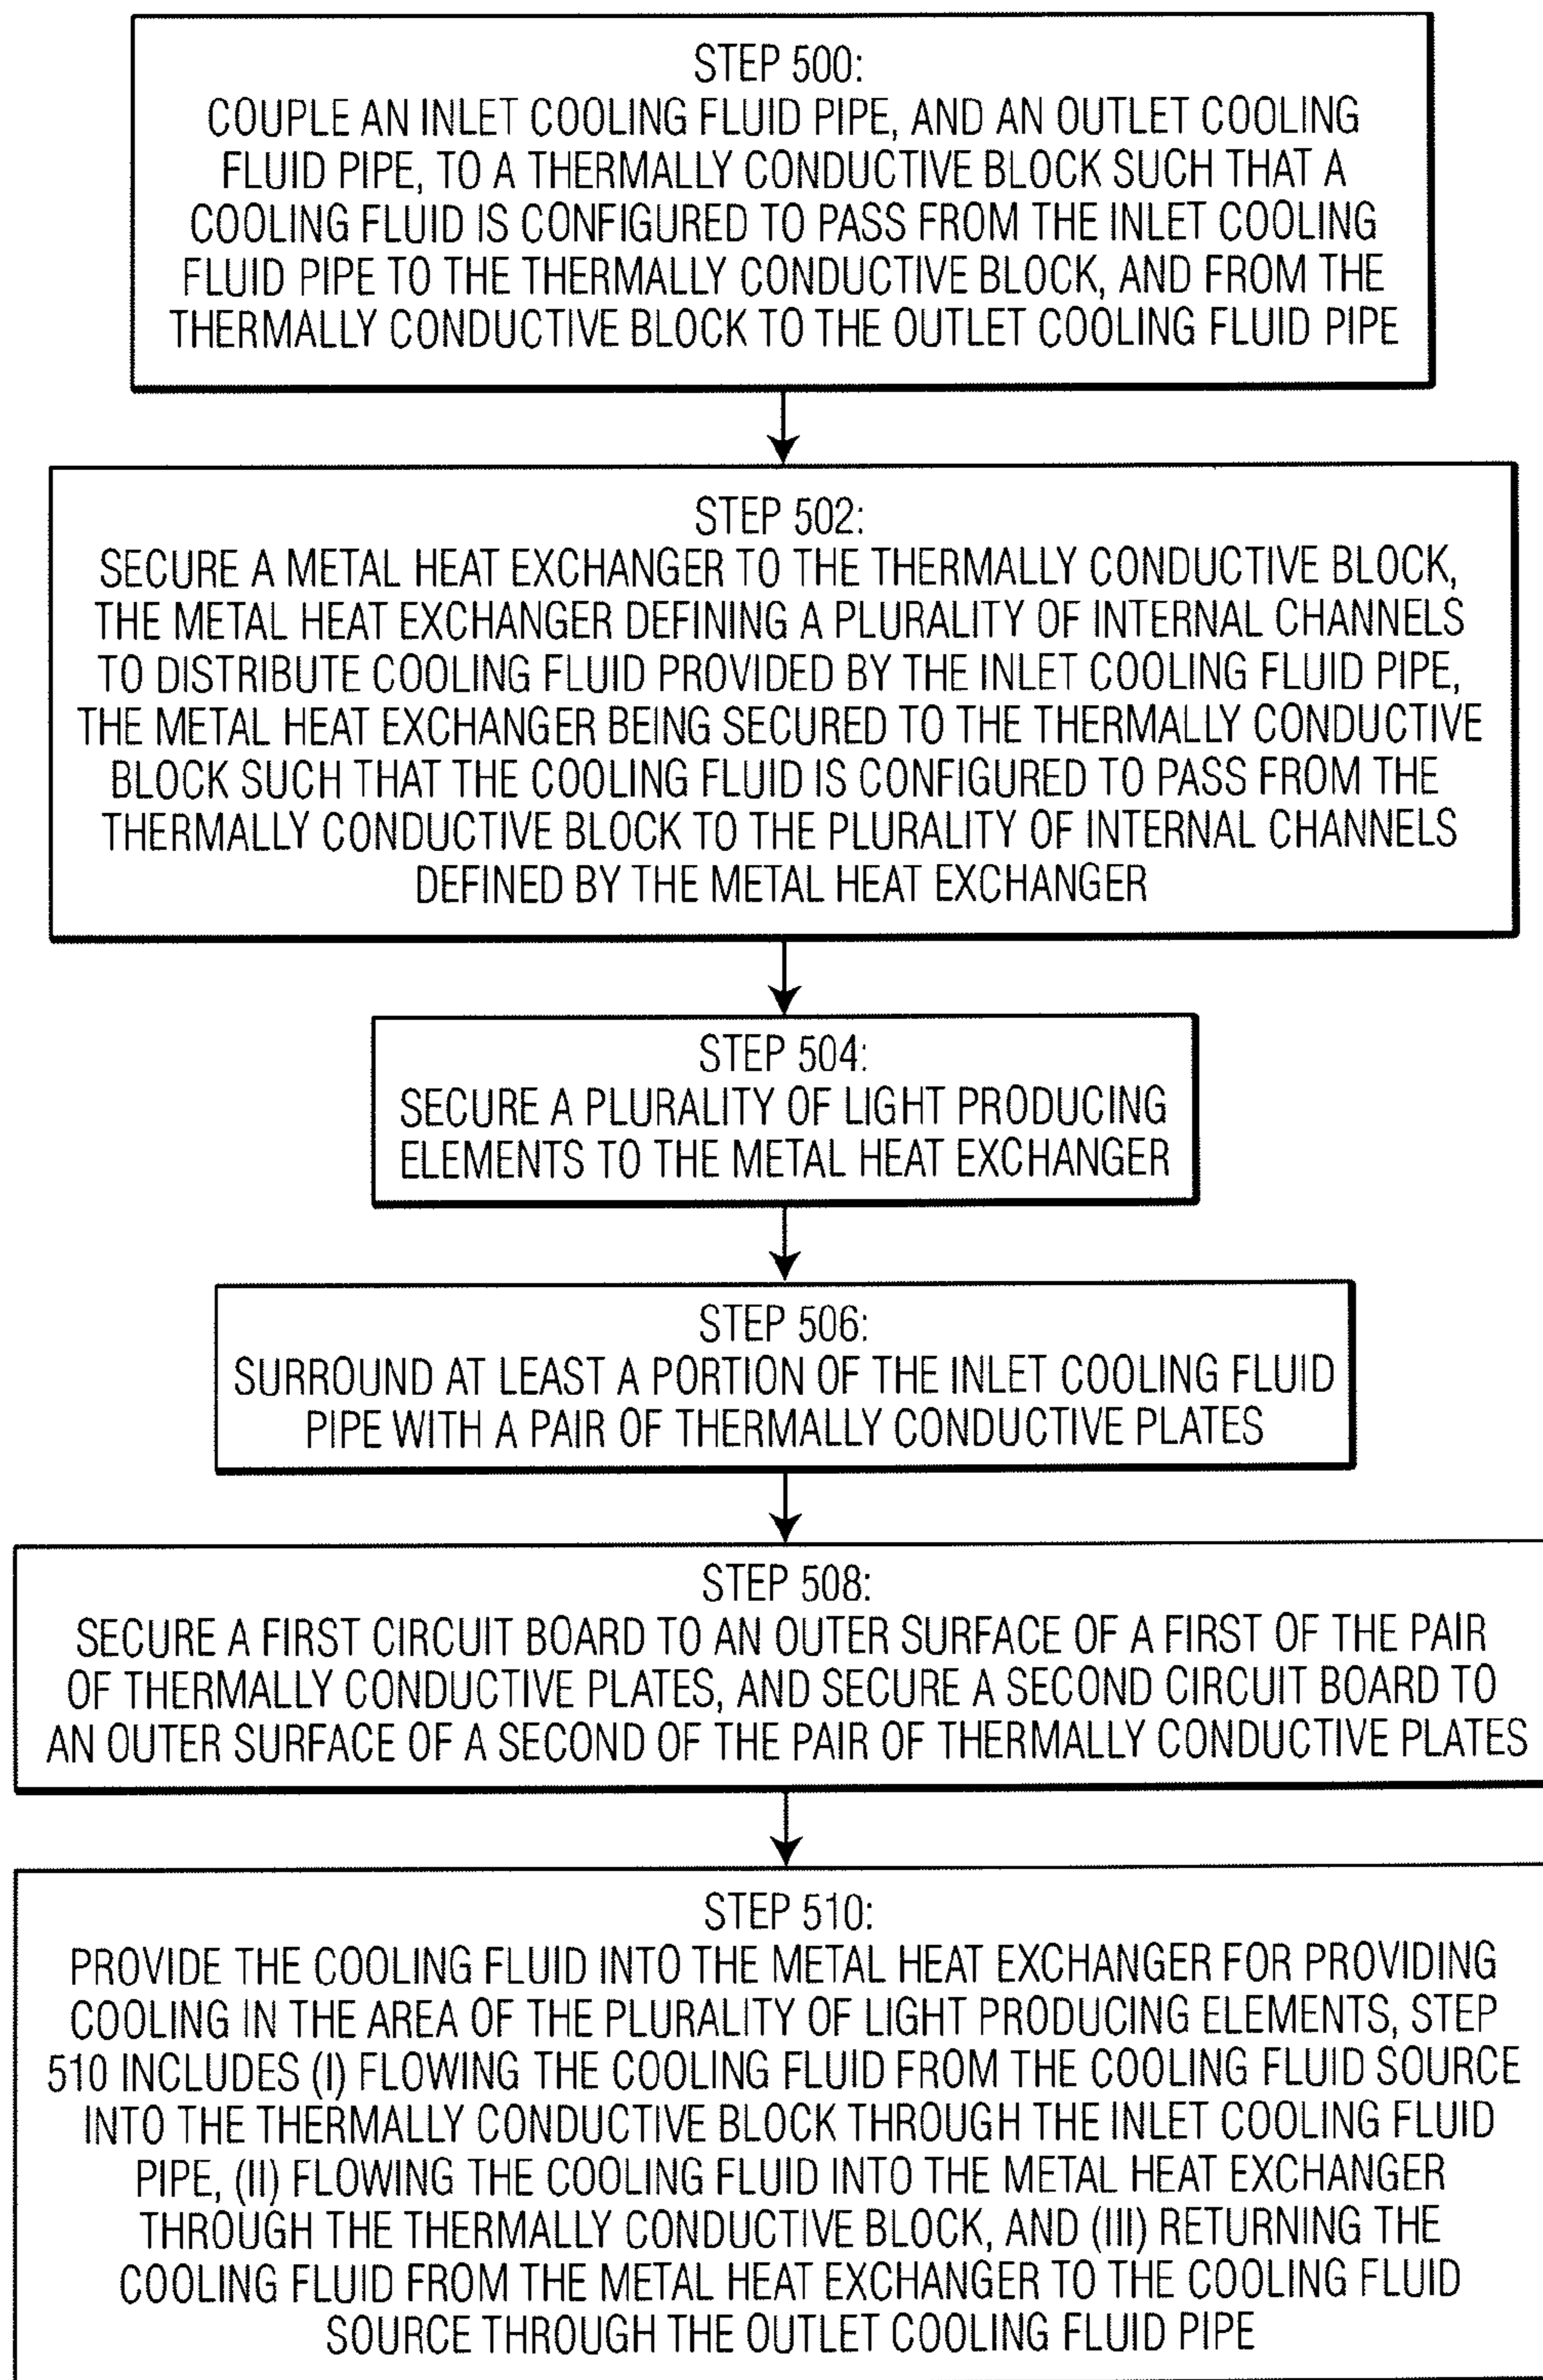 STEP 500:
COUPLE AN INLET COOLING FLUID PIPE, AND AN OUTLET COOLING
FLUID PIPE, TO A THERMALLY CONDUCTIVE BLOCK SUCH THAT A
COOLING FLUID IS CONFIGURED TO PASS FROM THE INLET COOLING
FLUID PIPE TO THE THERMALLY CONDUCTIVE BLOCK, AND FROM THE
THERMALLY CONDUCTIVE BLOCK TO THE OUTLET COOLING FLUID PIPE
STEP 502:
SECURE A METAL HEAT EXCHANGER TO THE THERMALLY CONDUCTIVE BLOCK,
THE METAL HEAT EXCHANGER DEFINING A PLURALITY OF INTERNAL CHANNELS
TO DISTRIBUTE COOLING FLUID PROVIDED BY THE INLET COOLING FLUID PIPE,
THE METAL HEAT EXCHANGER BEING SECURED TO THE THERMALLY CONDUCTIVE
BLOCK SUCH THAT THE COOLING FLUID IS CONFIGURED TO PASS FROM THE
THERMALLY CONDUCTIVE BLOCK TO THE PLURALITY OF INTERNAL CHANNELS
DEFINED BY THE METAL HEAT EXCHANGER
STEP 504:
SECURE A PLURALITY OF LIGHT PRODUCING
ELEMENTS TO THE METAL HEAT EXCHANGER
STEP 506:
SURROUND AT LEAST A PORTION OF THE INLET COOLING FLUID
PIPE WITH A PAIR OF THERMALLY CONDUCTIVE PLATES
STEP 508:
SECURE A FIRST CIRCUIT BOARD TO AN OUTER SURFACE OF A FIRST OF THE PAIR
OF THERMALLY CONDUCTIVE PLATES, AND SECURE A SECOND CIRCUIT BOARD TO
AN OUTER SURFACE OF A SECOND OF THE PAIR OF THERMALLY CONDUCTIVE PLATES
STEP 510:
PROVIDE THE COOLING FLUID INTO THE METAL HEAT EXCHANGER FOR PROVIDING
COOLING IN THE AREA OF THE PLURALITY OF LIGHT PRODUCING ELEMENTS, STEP
510 INCLUDES (I) FLOWING THE COOLING FLUID FROM THE COOLING FLUID SOURCE
INTO THE THERMALLY CONDUCTIVE BLOCK THROUGH THE INLET COOLING FLUID
PIPE, (II) FLOWING THE COOLING FLUID INTO THE METAL HEAT EXCHANGER
THROUGH THE THERMALLY CONDUCTIVE BLOCK, AND (III) RETURNING THE
COOLING FLUID FROM THE METAL HEAT EXCHANGER TO THE COOLING FLUID
SOURCE THROUGH THE OUTLET COOLING FLUID PIPE